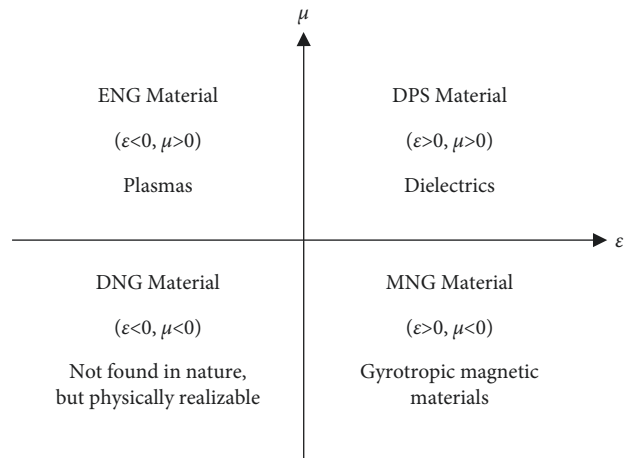 μ
ENG Material
(ε<0, μ>0)
Plasmas
DPS Material
(ε>0, μ>0)
Dielectrics
ε
DNG Material
(ε<0, μ<0)
Not found in nature,
but physically realizable
MNG Material
(ε>0, μ<0)
Gyrotropic magnetic
materials